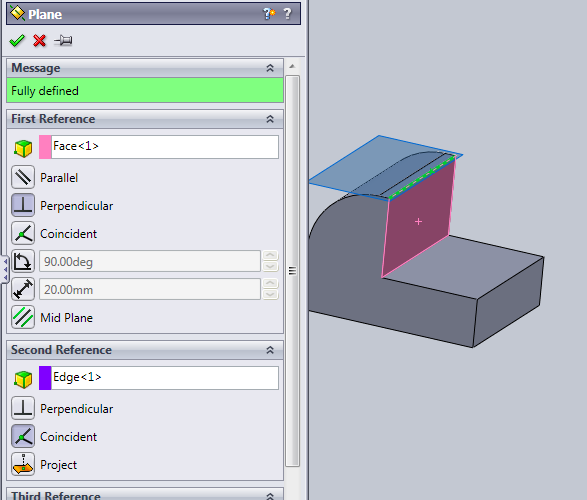 Plane
Message
Fully defined
First Reference
Face<1>
Parallel
Perpendicular
Coincident
90.00deg
20.00mm
Mid Plane
Second Reference
Edge<1>
Perpendicular
Coincident
Project
Third Reference